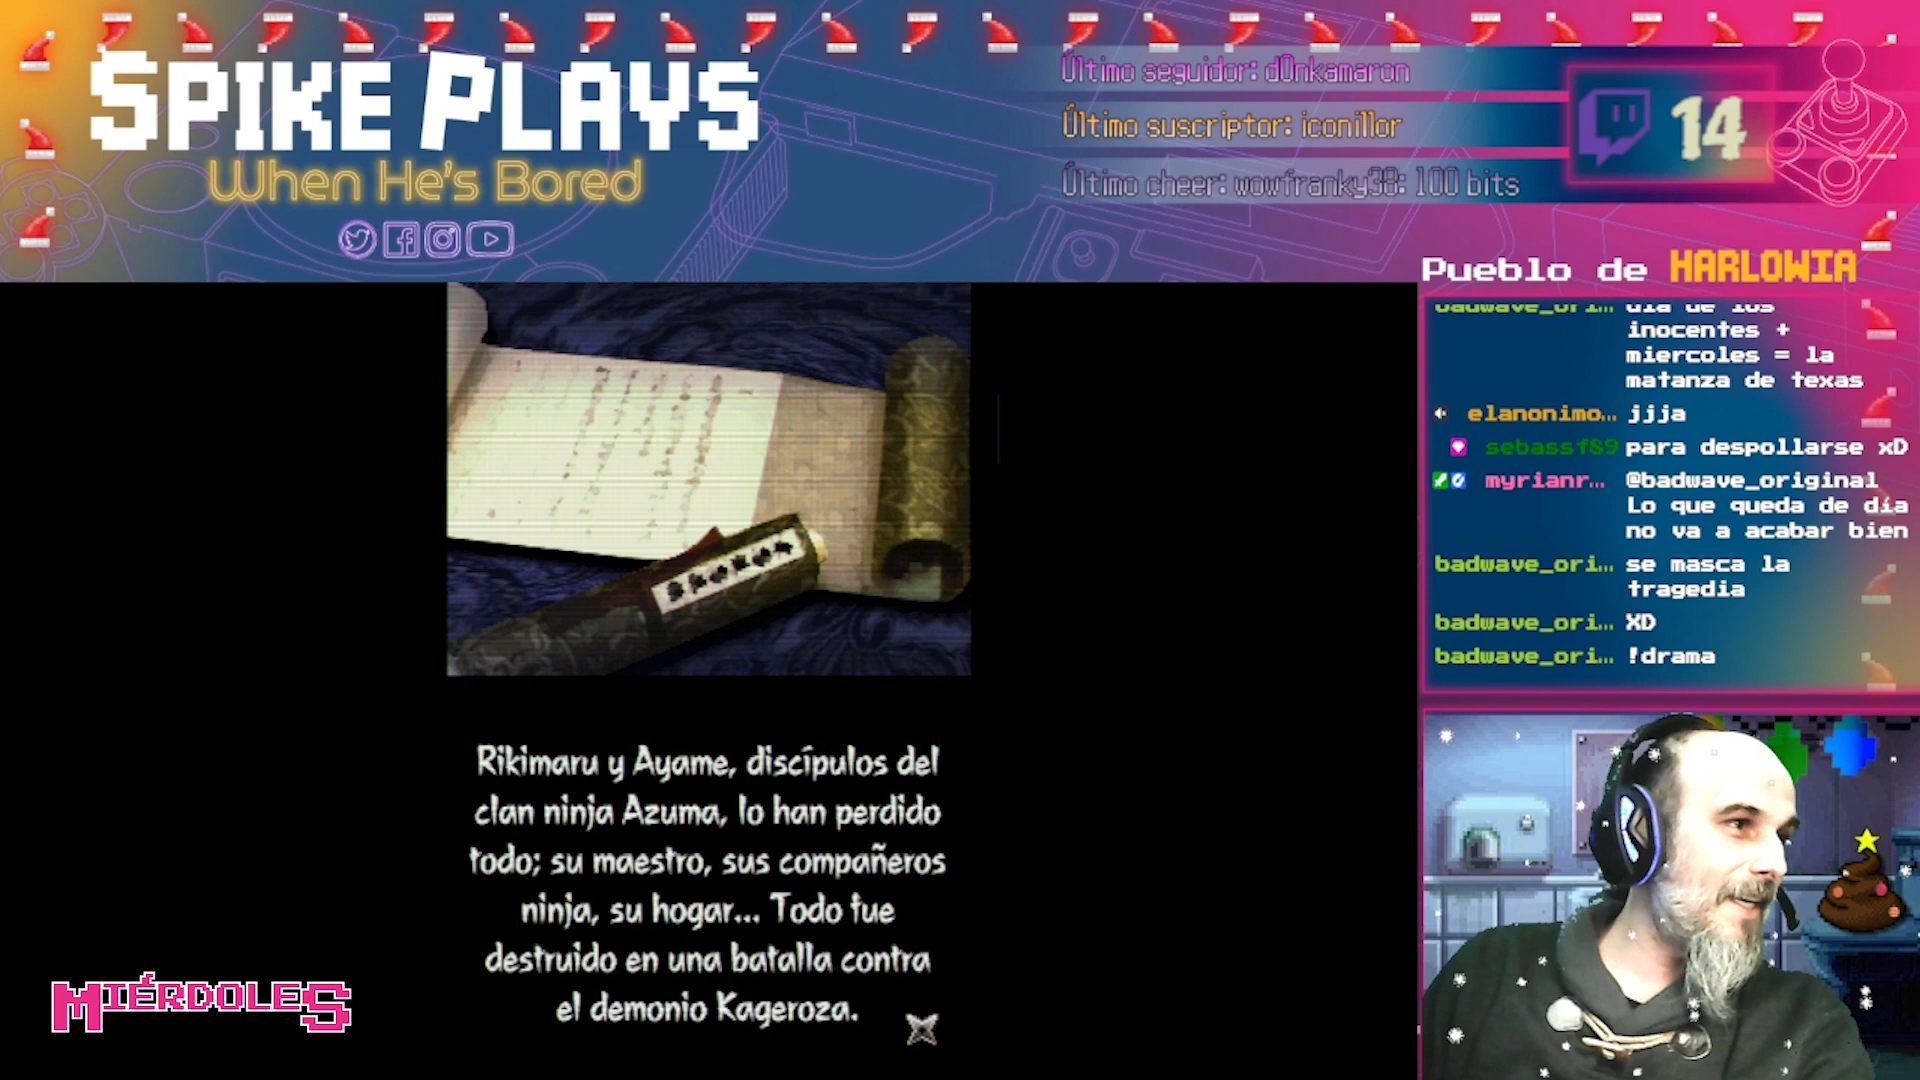 SPIKE PLAYS
When He's Bored
Último seguidor: d0nkamaron
Último suscriptor: iconillor
Último cheer: wowfranky38: 100 bits
14
Pueblo de HARLOWIA
badwave_ori... dia de los
inocentes +
miercoles = la
matanza de texas
elanonimo... jjja
sebassf89 para despollarse xD
myrianr... @badwave_original
Lo que queda de día
no va a acabar bien
badwave_ori... se masca la
tragedia
badwave_ori... XD
badwave_ori... !drama
Rikimaru y Ayame, discípulos del
clan ninja Azuma, lo han perdido
todo; su maestro, sus compañeros
ninja, su hogar... Todo fue
destruido en una batalla contra
el demonio Kageroza.
MIÉRDOLES